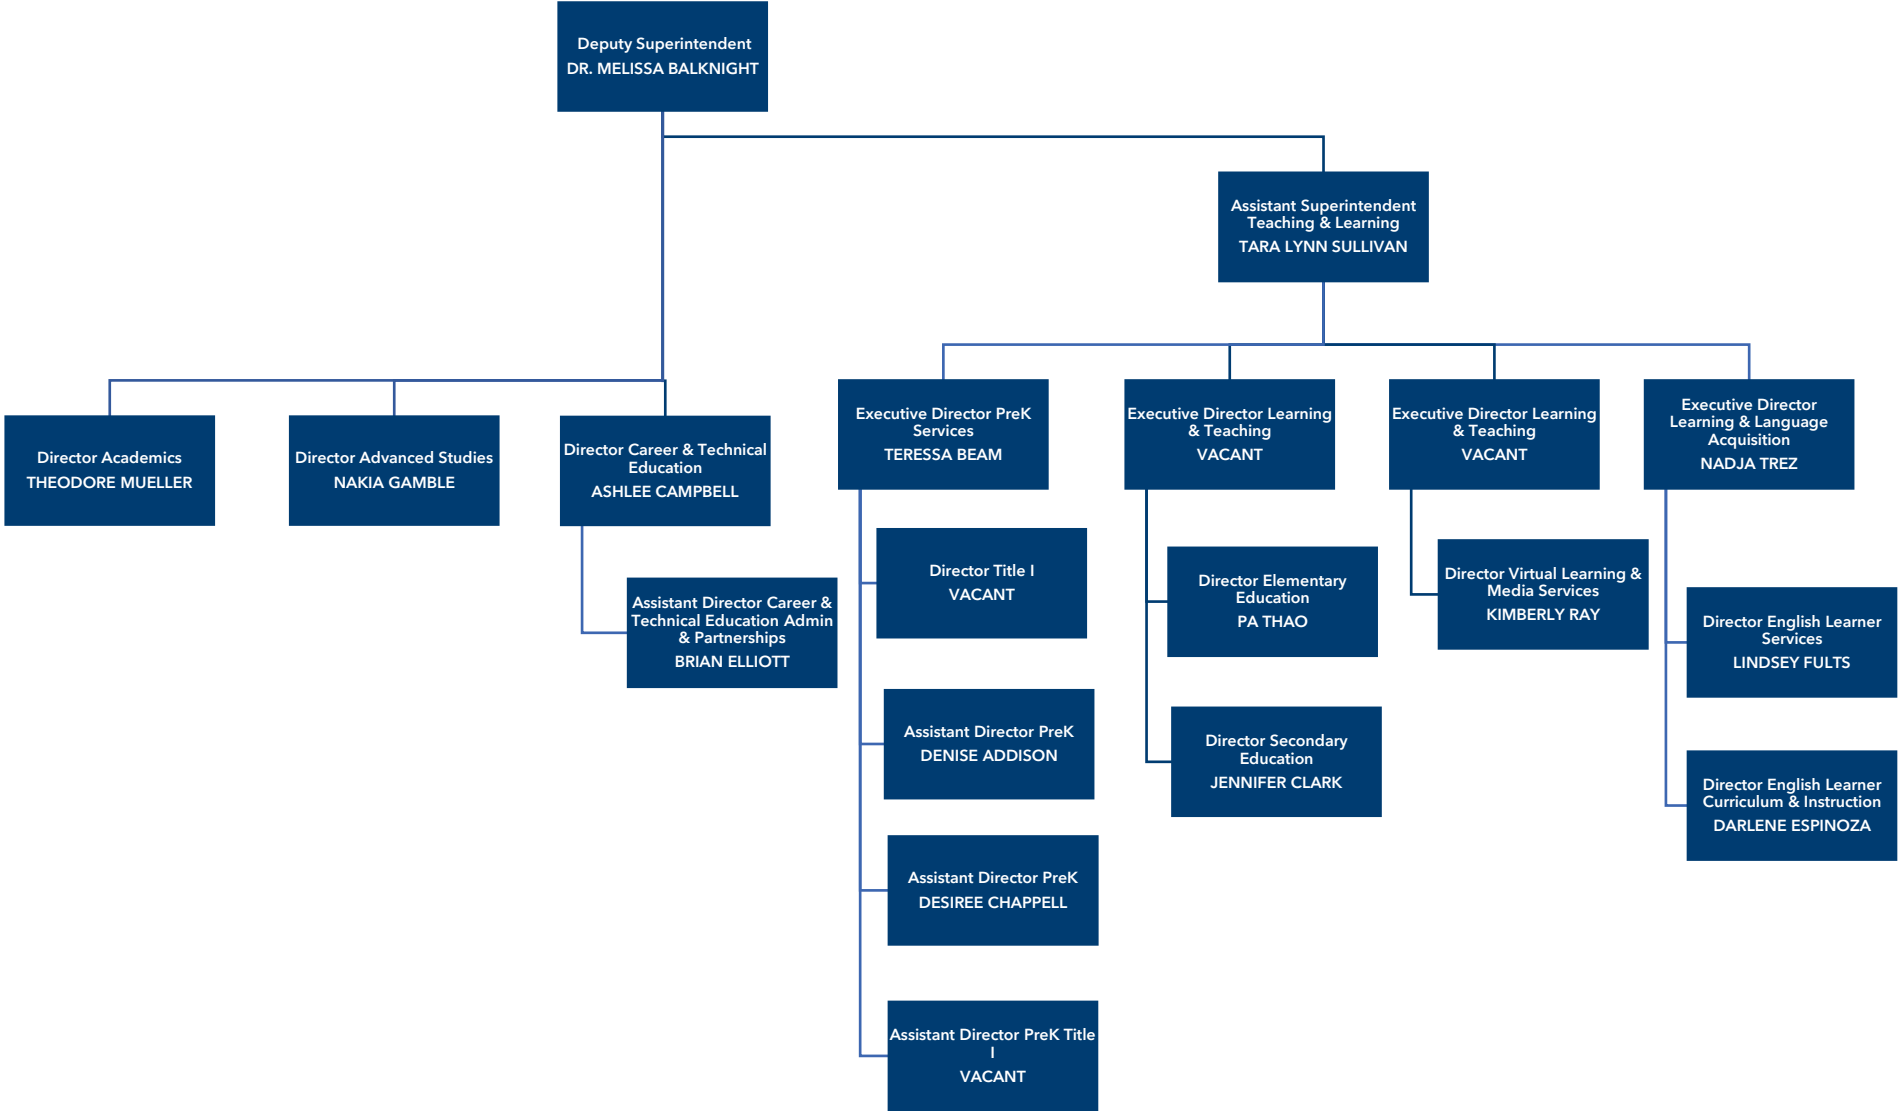 Deputy Superintendent
DR. MELISSA BALKNIGHT
Assistant Superintendent
Teaching & Learning
TARA LYNN SULLIVAN
Director Academics
THEODORE MUELLER
Director Advanced Studies
NAKIA GAMBLE
Director Career & Technical
Education
ASHLEE CAMPBELL
Assistant Director Career &
Technical Education Admin
& Partnerships
BRIAN ELLIOTT
Executive Director PreK
Services
TERESSA BEAM
Director Title I
VACANT
Assistant Director PreK
DENISE ADDISON
Assistant Director PreK
DESIREE CHAPPELL
Assistant Director PreK Title
I
VACANT
Executive Director Learning
& Teaching
VACANT
Director Elementary
Education
PA THAO
Director Secondary
Education
JENNIFER CLARK
Executive Director Learning
& Teaching
VACANT
Director Virtual Learning &
Media Services
KIMBERLY RAY
Executive Director
Learning & Language
Acquisition
NADJA TREZ
Director English Learner
Services
LINDSEY FULTS
Director English Learner
Curriculum & Instruction
DARLENE ESPINOZA